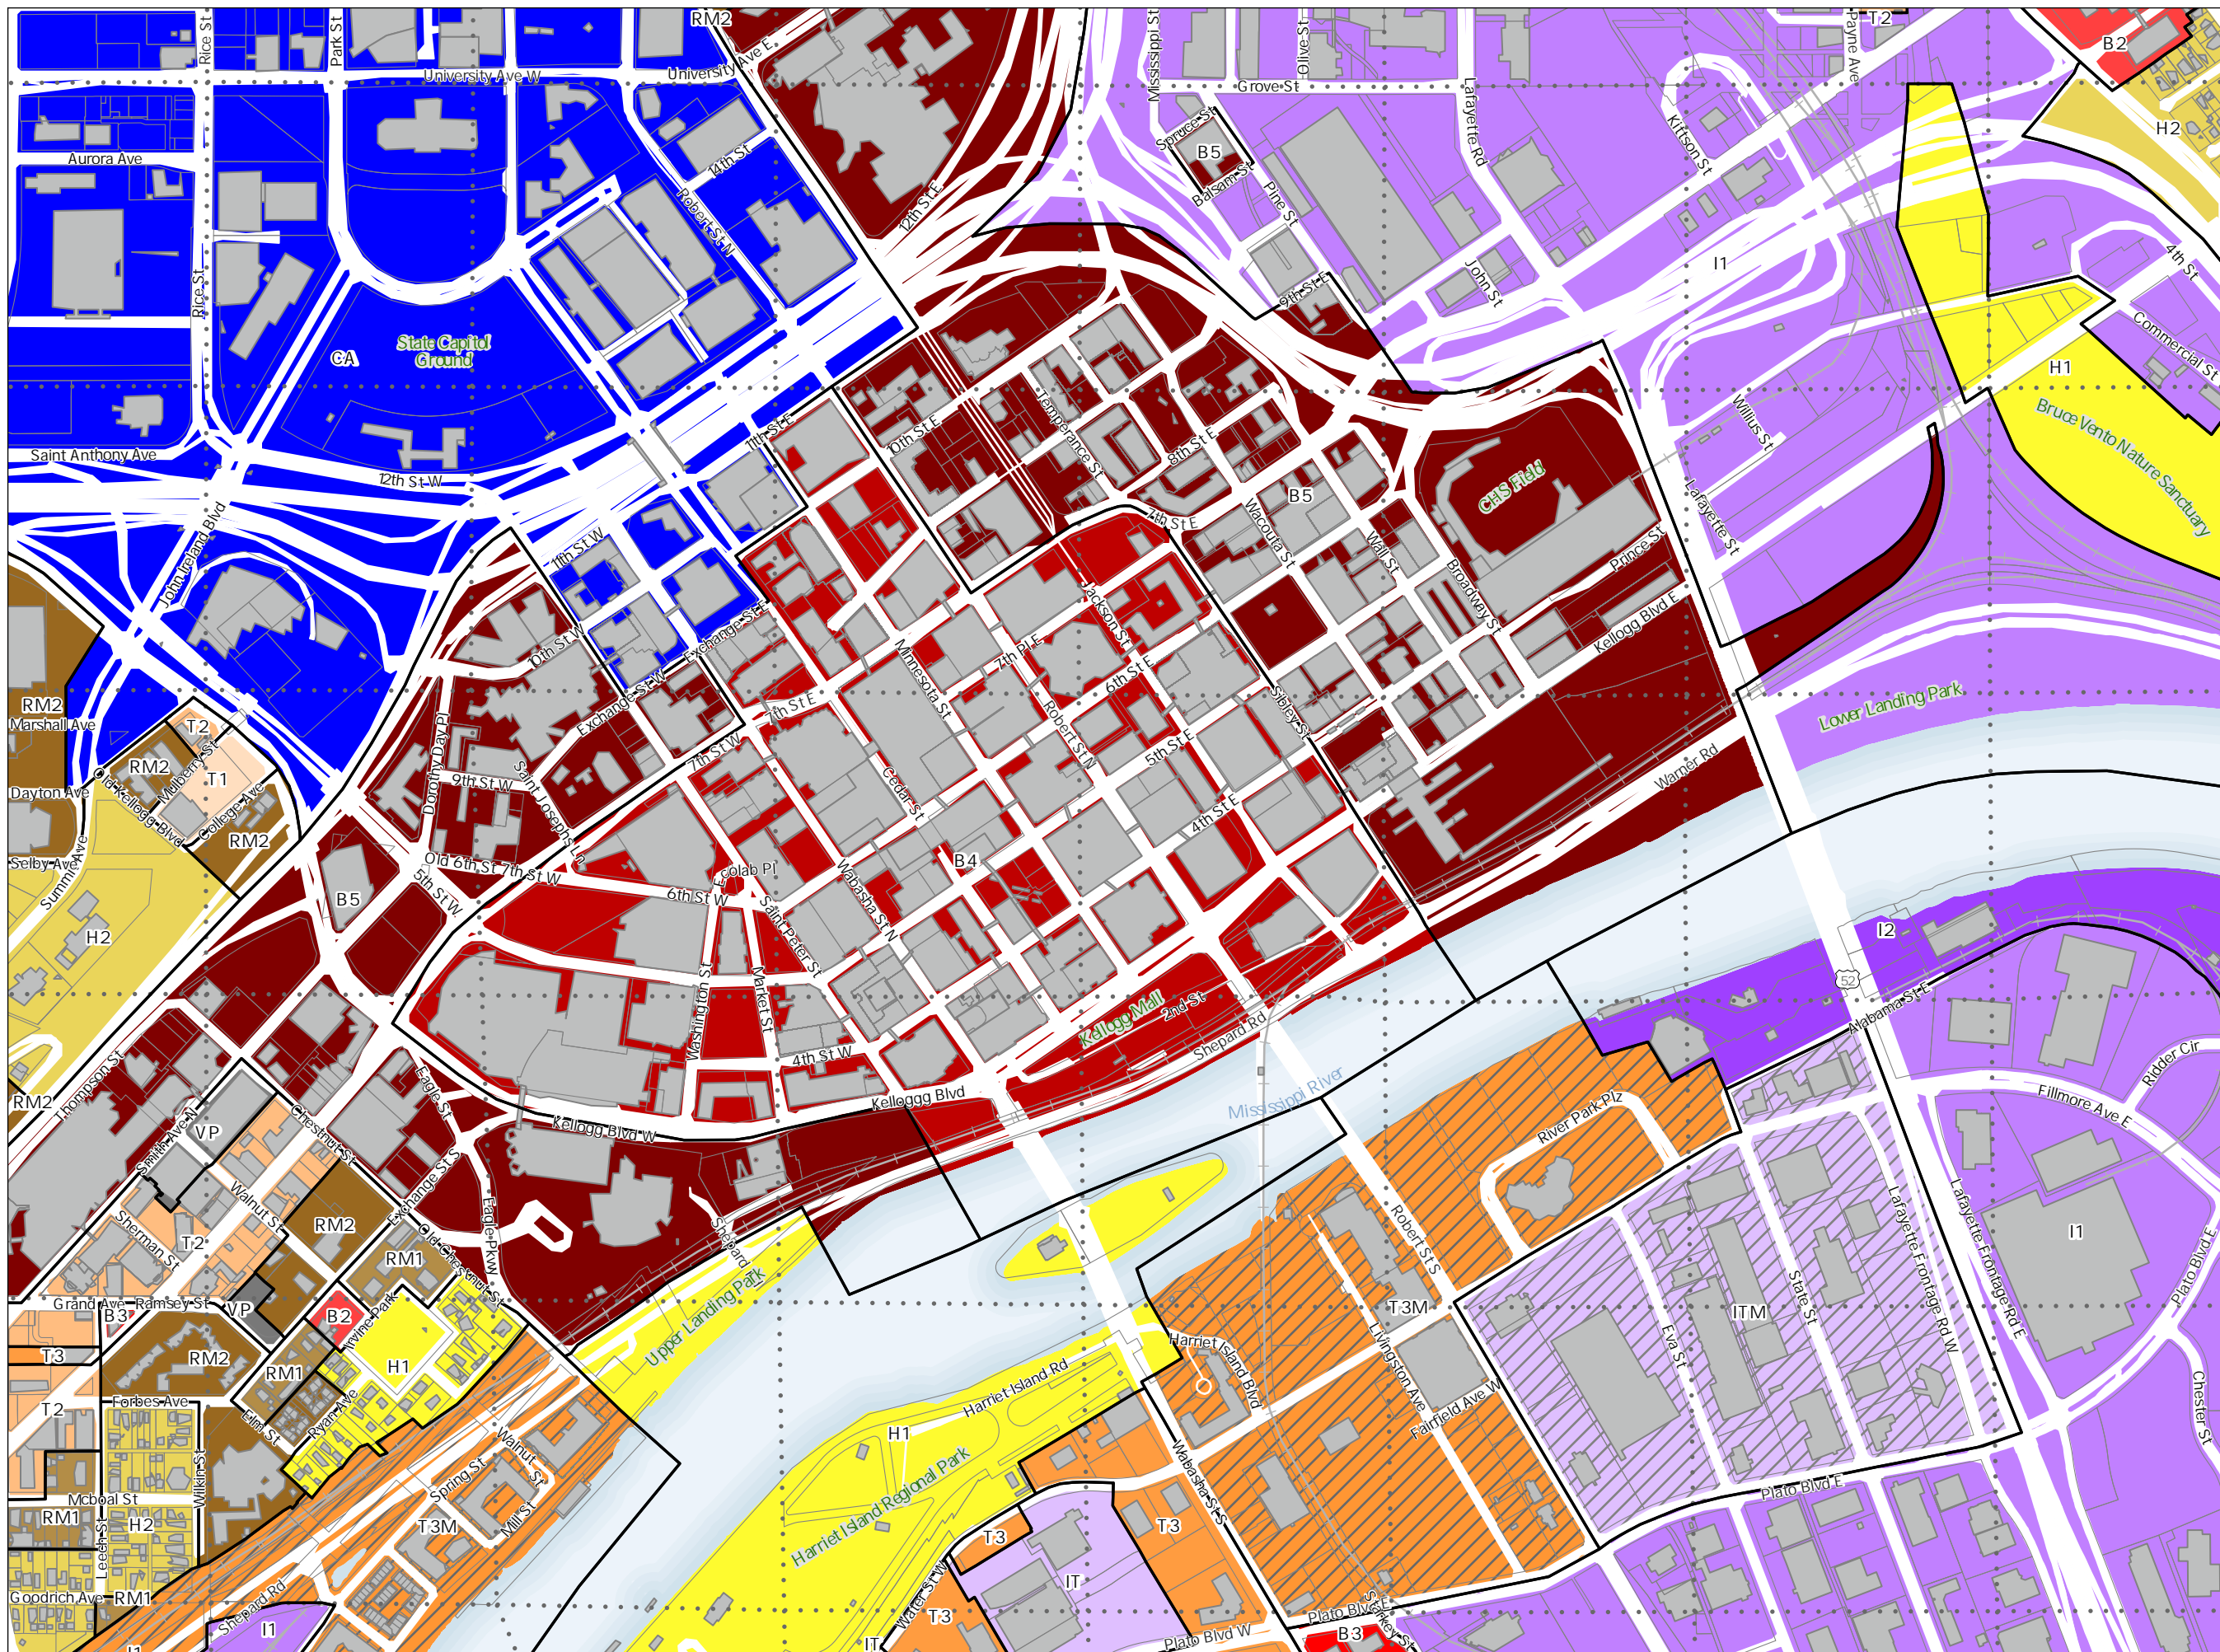 Rice St
Park St
RM2
University Ave W
University Ave E
Mississippi St
Olive St
Grove St
Lafayette Rd
Payne Ave
T2
B2
H2
Kittson St
Aurora Ave
14th St
Robert St N
12th St E
Spruce St
B5
Balsam St
Pine St
9th St E
John St
I1
4th St
Commercial St
H1
Rice St
CA
State Capitol
Ground
Bruce Vento Nature Sanctuary
Saint Anthony Ave
12th St W
11th St E
10th St E
Temperance St
8th St E
B5
CHS Field
Willius St
Lafayette St
7th St E
Wacouta St
Wall St
Broadway St
Prince St
Kellogg Blvd E
John Ireland Blvd
11th St W
10th St W
Exchange St E
Exchange St W
Minnesota St
7th Pl E
Jackson St
6th St E
Robert St N
5th St E
Sibley St
Lower Landing Park
Warner Rd
RM2
Marshall Ave
T2
RM2
Mulberry St
T1
Old Kellogg Blvd
College Ave
RM2
Dayton Ave
Selby Ave
Summit Ave
H2
Dorothy Day Pl
9th St W
Saint Josephs Ln
7th St E
7th St W
Cedar St
4th St E
B4
Old 6th St
7th St W
5th St W
6th St W
Ecolab Pl
Wabasha St N
Saint Peter St
B5
Washington St
Market St
4th St W
Kellogg Mall
2nd St
Shepard Rd
Kelloggg Blvd
Kellogg Blvd W
Mississippi River
I2
52
Alabama St E
Ridder Cir
Fillmore Ave E
River Park Plz
RM2
Thompson St
Smith Ave N
VP
Chestnut St
Eagle St
Exchange St S
Walnut St
Sherman St
T2
RM2
RM1
Old Chestnut St
Eagle Pkwy
Shepard
Upper Landing Park
Robert St S
T3M
ITM
Eva St
State St
Lafayette Frontage Rd W
Lafayette Frontage Rd E
I1
Plato Blvd E
Chester St
Grand Ave
Ramsey St
B3
VP
B2
Irvine Park
H1
T3
RM2
RM1
T2
Forbes Ave
Elm St
Ryan Ave
Harriet Island Rd
Harriet Island Blvd
Livingston Ave
Fairfield Ave W
H1
Harriet Island Regional Park
Wabasha St S
Walnut St
Spring St
Mill St
T3M
Wilkin St
Mcboal St
RM1
H2
Leech St
Goodrich Ave
RM1
Shepard Rd
I1
I1
T3
T3
IT
T3
Water St W
IT
Plato Blvd W
Plato Blvd E
Plato Blvd E
B3